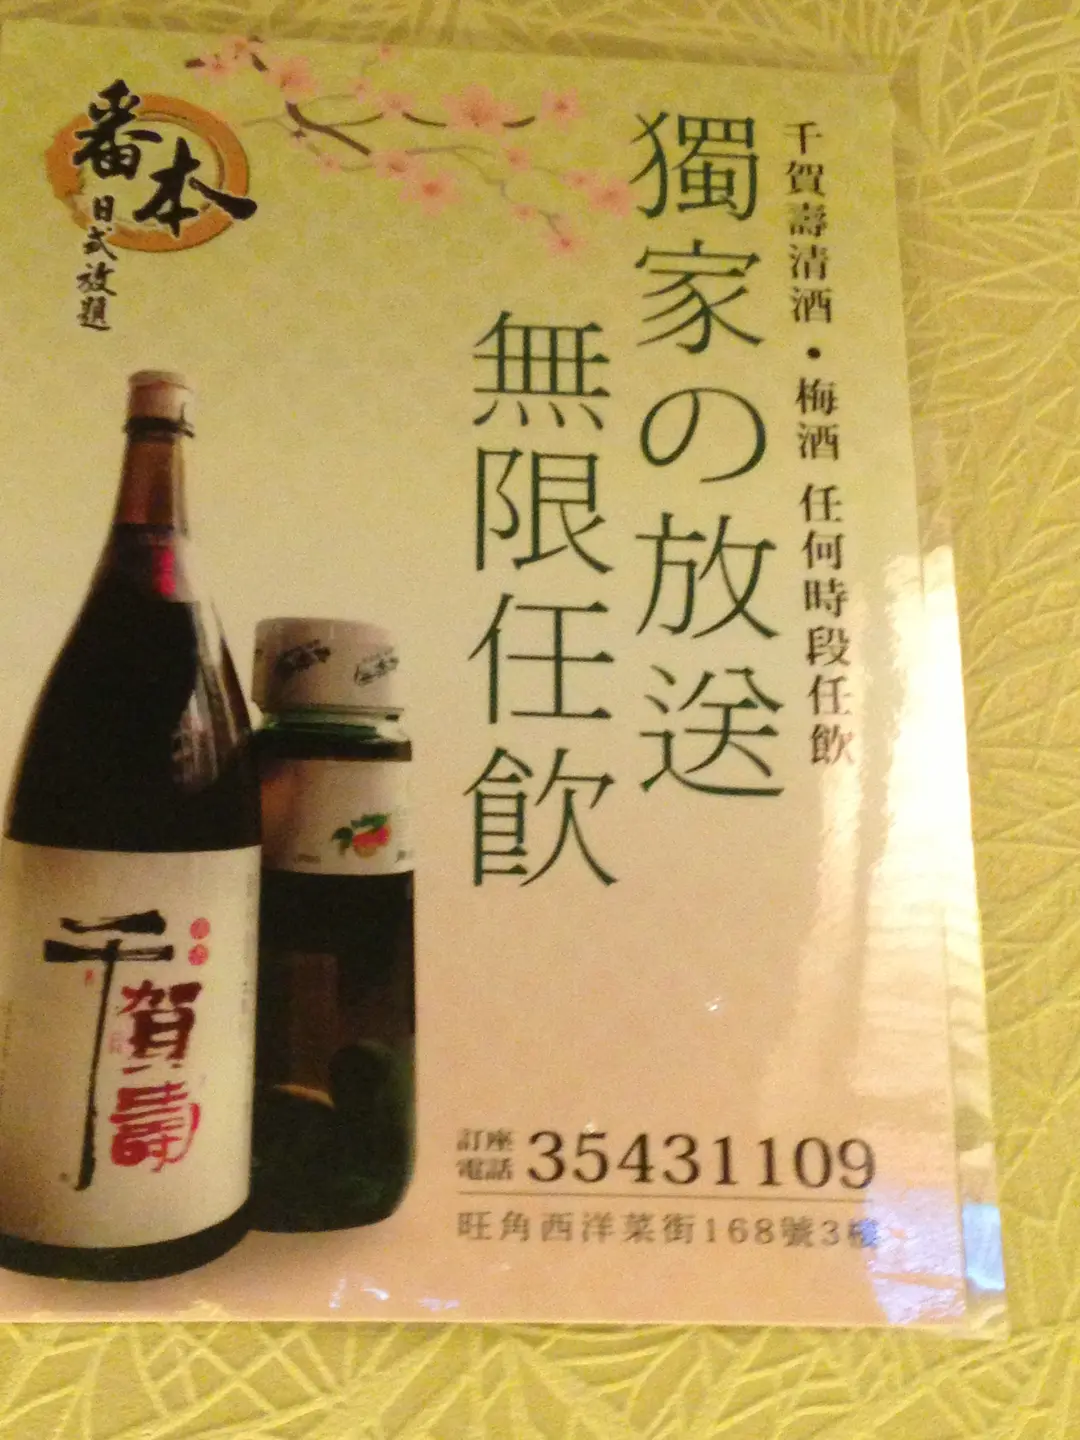 番本
日式放題
千賀壽清酒・梅酒 任何時段任飲
獨家の放送
無限任飲
千賀壽
訂座
電話 35431109
旺角西洋菜街168號3樓